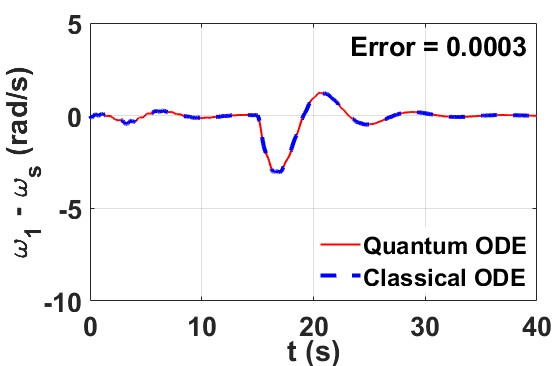 5
Error = 0.0003
0
-5
-10
ω₁ - ωₛ (rad/s)
Quantum ODE
Classical ODE
0 10 20 30 40
t (s)